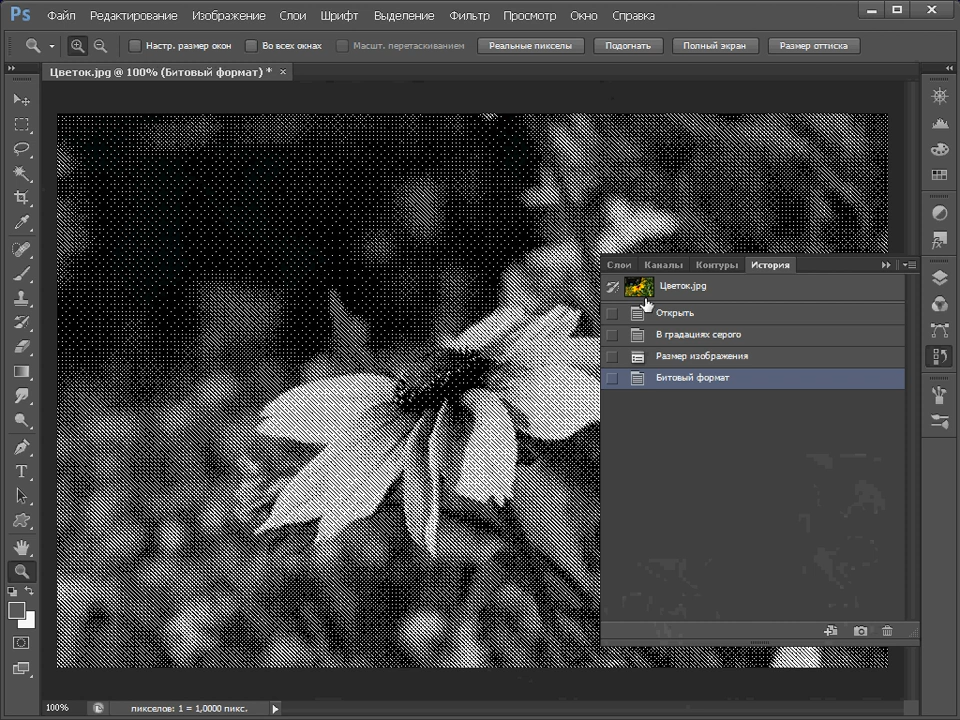 Ps Файл Редактирование Изображение Слои Шрифт Выделение Фильтр Просмотр Окно Справка
Настр. размер окон Во всех окнах Масшт. перетаскиванием Реальные пикселы Подогнать Полный экран Размер оттиска
Цветок.jpg @ 100% (Битовый формат) * ×
Слои Каналы Контуры История
Цветок.jpg
Открыть
В градациях серого
Размер изображения
Битовый формат
100% пикселов: 1 = 1,0000 пикс.